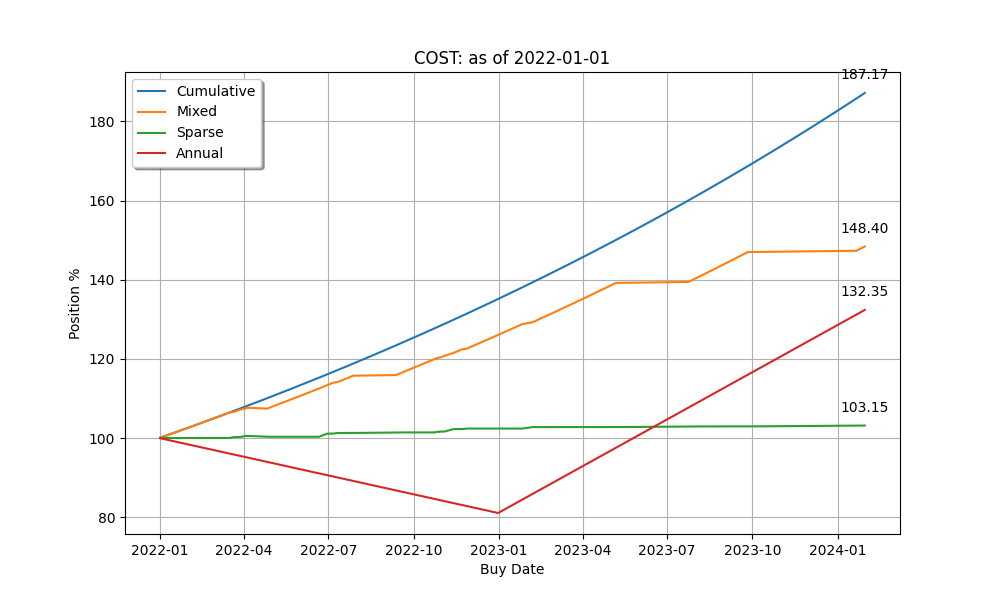 COST: as of 2022-01-01
187.17
Cumulative
Mixed
Sparse
Annual
148.40
132.35
103.15
180
160
140
120
100
80
Position %
2022-01 2022-04 2022-07 2022-10 2023-01 2023-04 2023-07 2023-10 2024-01
Buy Date